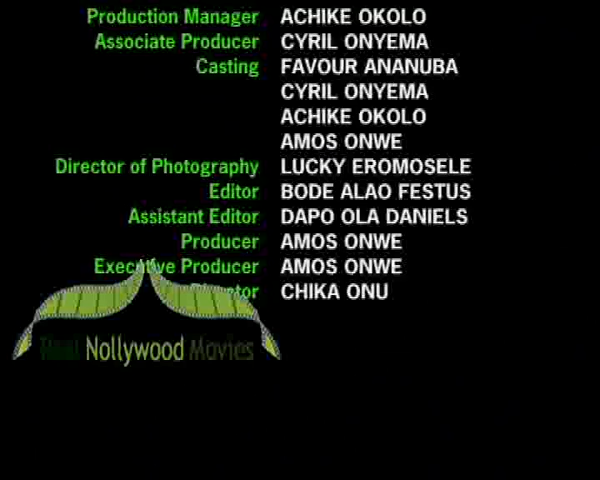 Production Manager ACHIKE OKOLO
Associate Producer CYRIL ONYEMA
Casting FAVOUR ANANUBA
CYRIL ONYEMA
ACHIKE OKOLO
AMOS ONWE
Director of Photography LUCKY EROMOSELE
Editor BODE ALAO FESTUS
Assistant Editor DAPO OLA DANIELS
Producer AMOS ONWE
Executive Producer AMOS ONWE
Director CHIKA ONU
Real Nollywood Movies